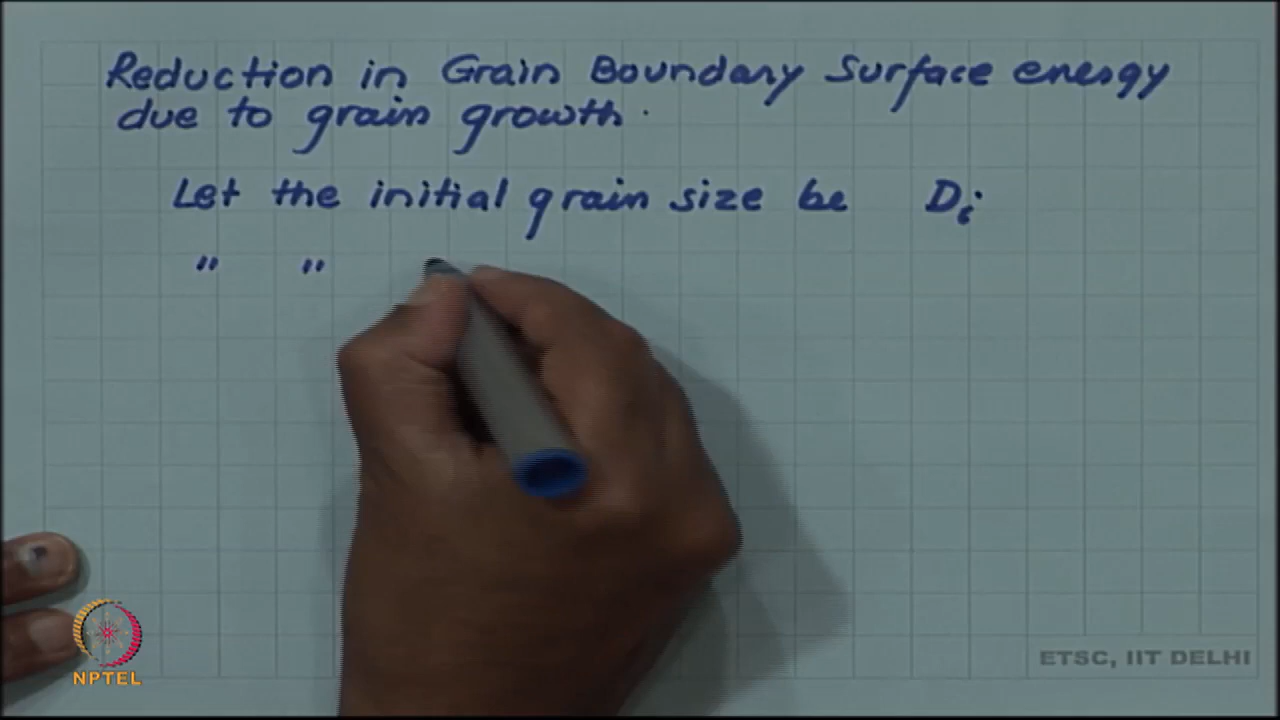 Reduction in Grain Boundary Surface energy
due to grain growth.
Let the initial grain size be Di
" "
NPTEL
ETSC, IIT DELHI